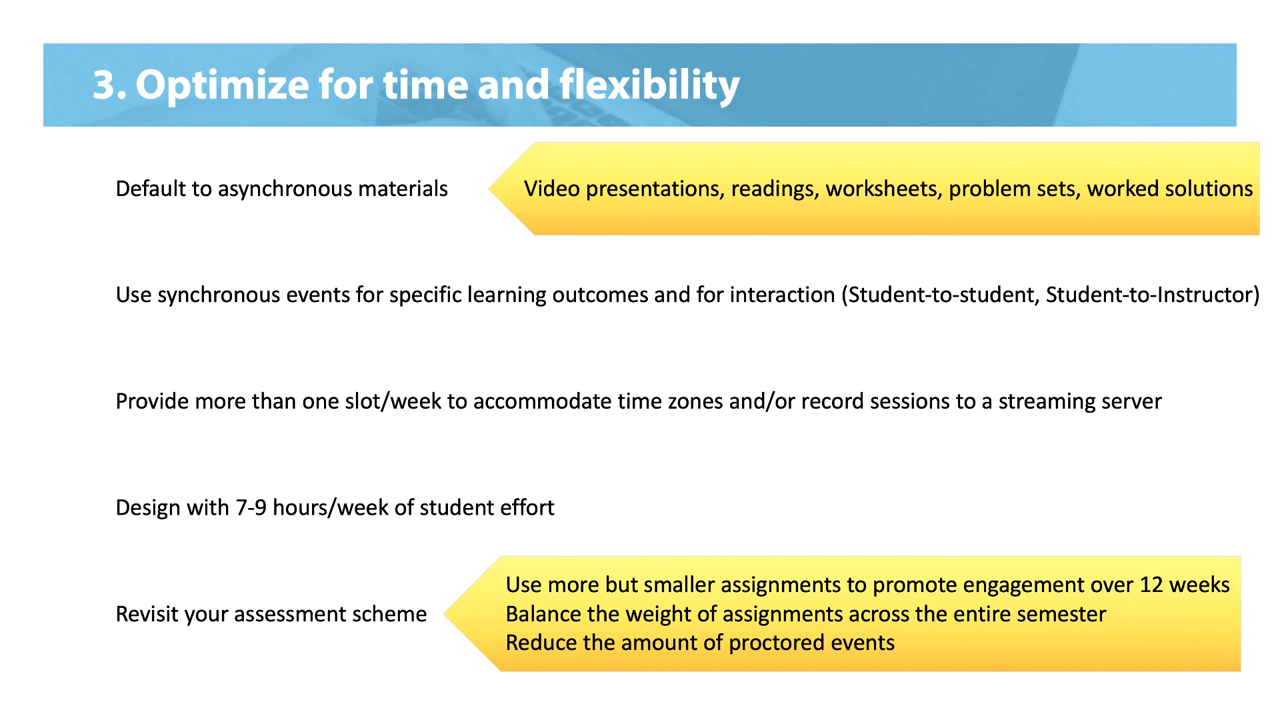 3. Optimize for time and flexibility
Default to asynchronous materials
Video presentations, readings, worksheets, problem sets, worked solutions
Use synchronous events for specific learning outcomes and for interaction (Student-to-student, Student-to-Instructor)
Provide more than one slot/week to accommodate time zones and/or record sessions to a streaming server
Design with 7-9 hours/week of student effort
Revisit your assessment scheme
Use more but smaller assignments to promote engagement over 12 weeks
Balance the weight of assignments across the entire semester
Reduce the amount of proctored events